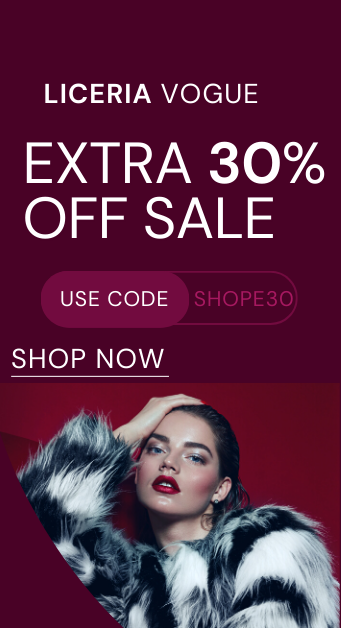 LICERIA VOGUE
EXTRA 30%
OFF SALE
USE CODE SHOPE30
SHOP NOW